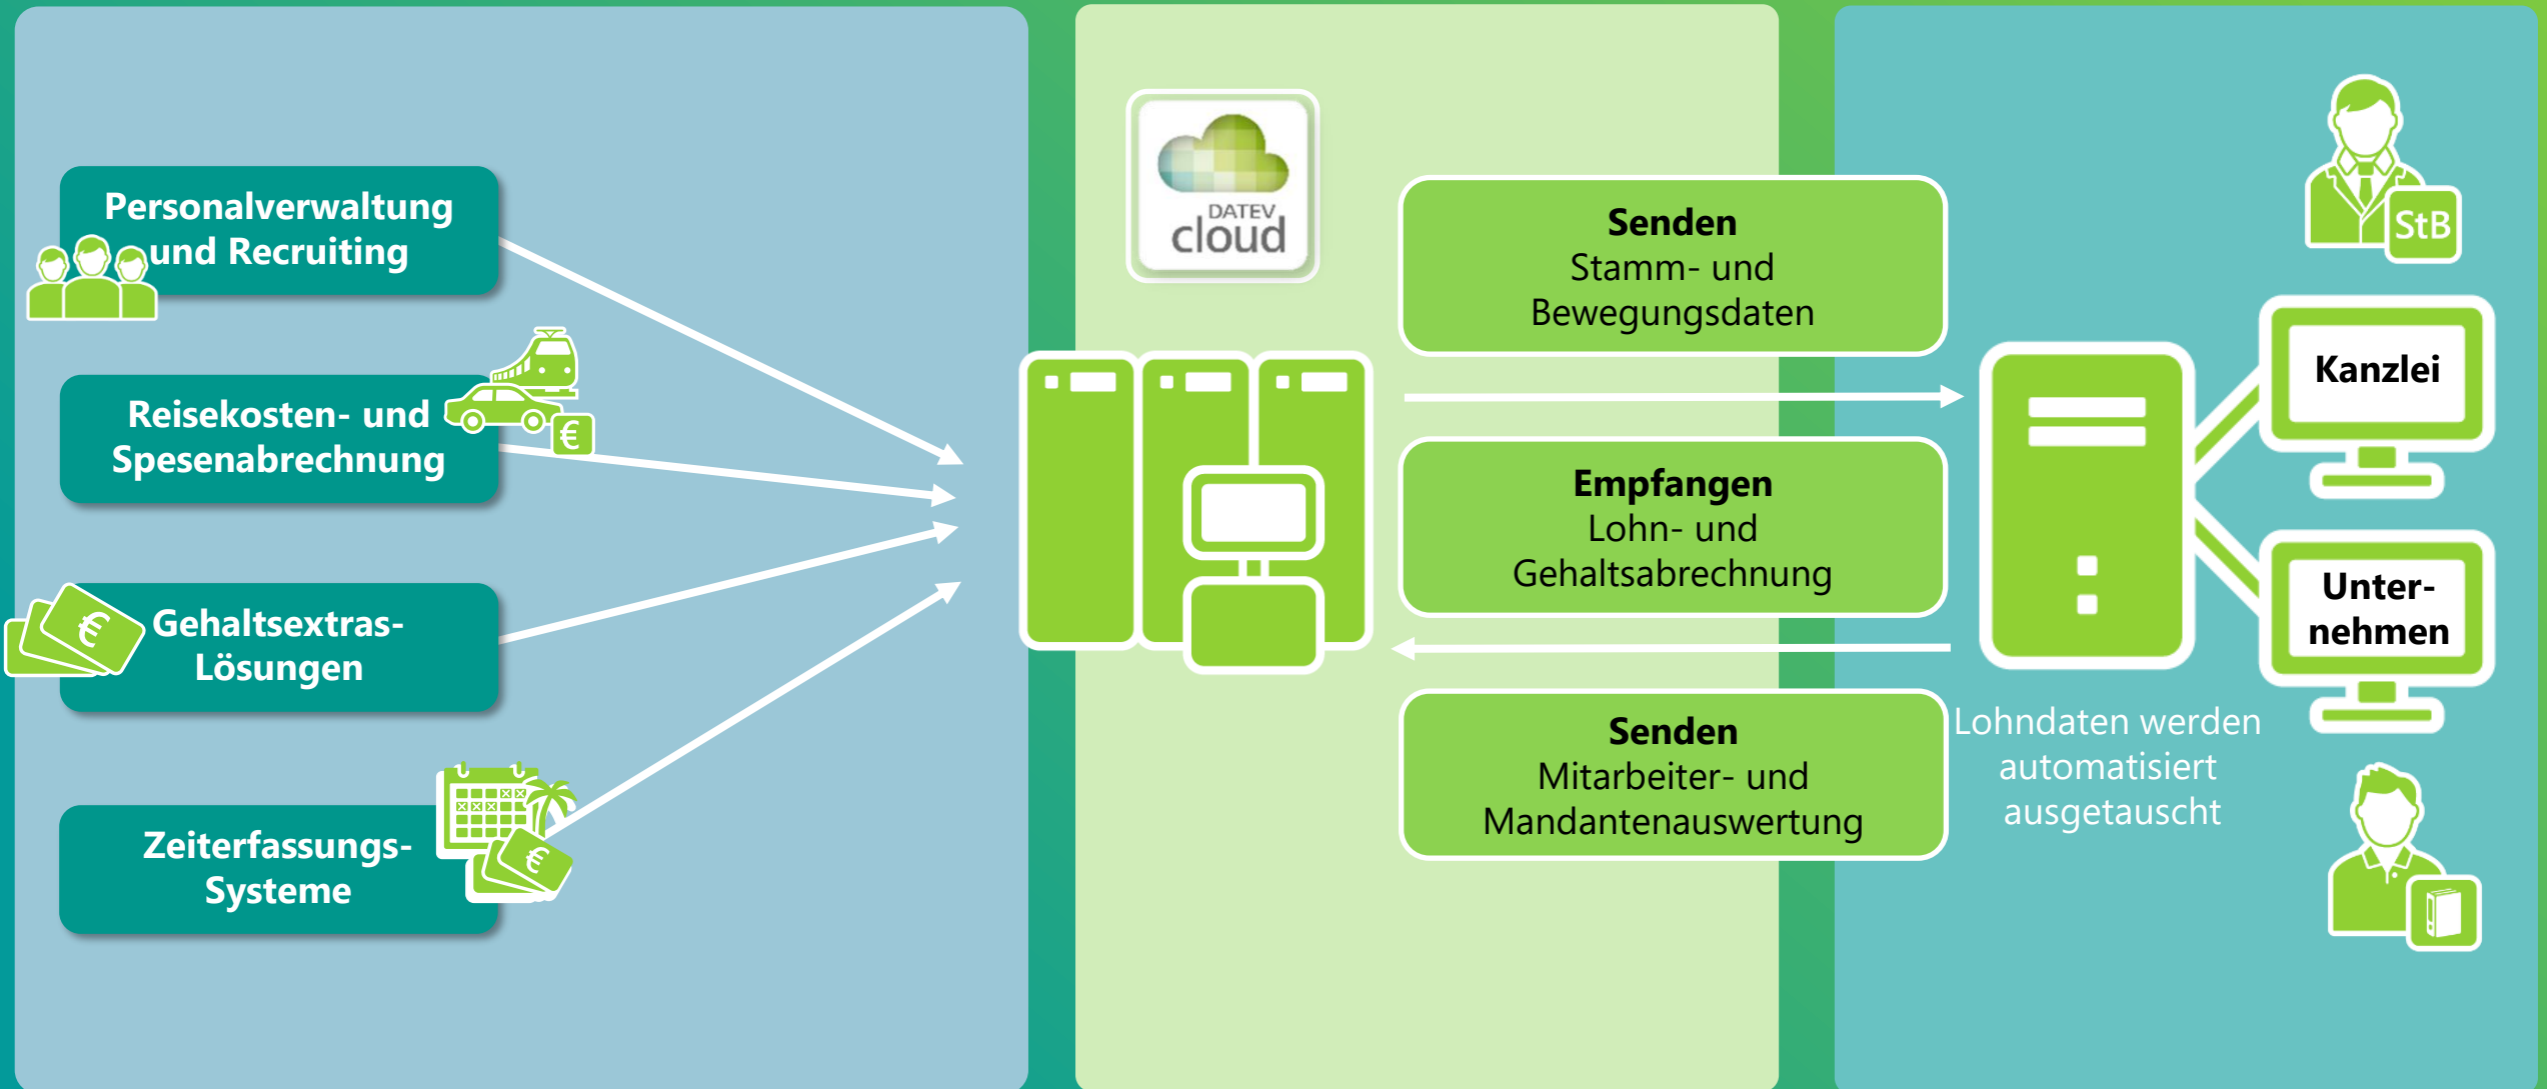 Personalverwaltung
und Recruiting
Reisekosten- und
Spesenabrechnung
€
€
Gehaltsextras-
Lösungen
Zeiterfassungs-
Systeme
€
DATEV
cloud
Senden
Stamm- und
Bewegungsdaten
Empfangen
Lohn- und
Gehaltsabrechnung
Senden
Mitarbeiter- und
Mandantenauswertung
StB
Kanzlei
Unter-
nehmen
Lohndaten werden
automatisiert
ausgetauscht